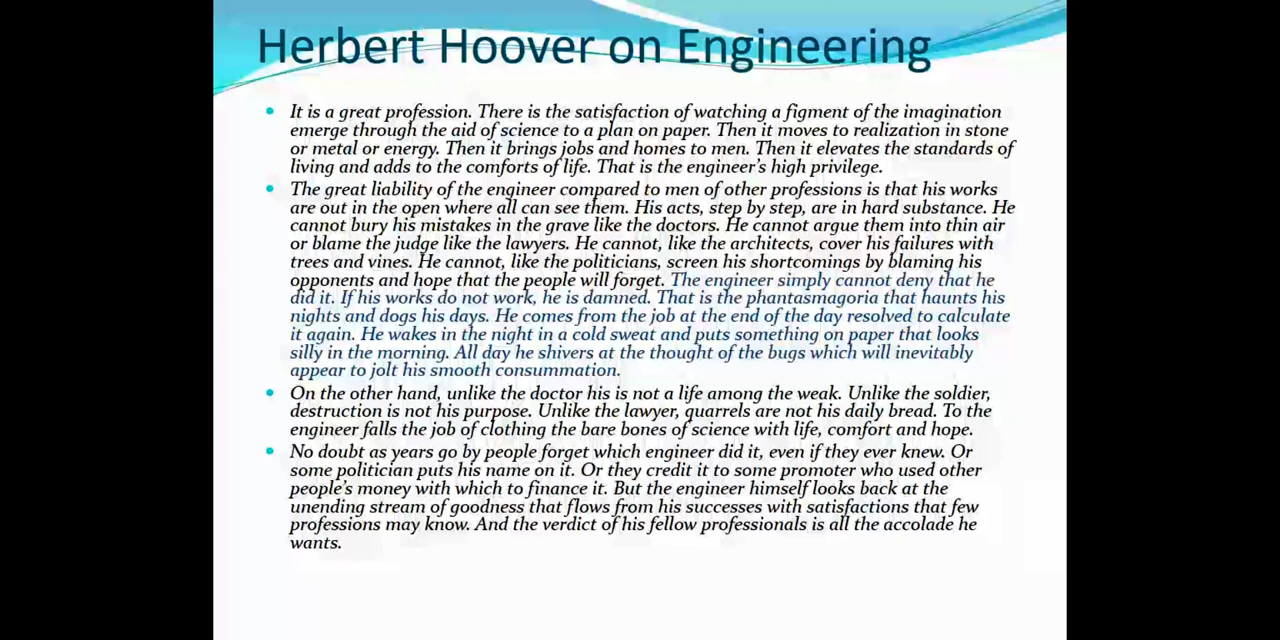 Herbert Hoover on Engineering
It is a great profession. There is the satisfaction of watching a figment of the imagination
emerge through the aid of science to a plan on paper. Then it moves to realization in stone
or metal or energy. Then it brings jobs and homes to men. Then it elevates the standards of
living and adds to the comforts of life. That is the engineer's high privilege.
The great liability of the engineer compared to men of other professions is that his works
are out in the open where all can see them. His acts, step by step, are in hard substance. He
cannot bury his mistakes in the grave like the doctors. He cannot argue them into thin air
or blame the judge like the lawyers. He cannot, like the architects, cover his failures with
trees and vines. He cannot, like the politicians, screen his shortcomings by blaming his
opponents and hope that the people will forget. The engineer simply cannot deny that he
did it. If his works do not work, he is damned. That is the phantasmagoria that haunts his
nights and dogs his days. He comes from the job at the end of the day resolved to calculate
it again. He wakes in the night in a cold sweat and puts something on paper that looks
silly in the morning. All day he shivers at the thought of the bugs which will inevitably
appear to jolt his smooth consummation.
On the other hand, unlike the doctor his is not a life among the weak. Unlike the soldier,
destruction is not his purpose. Unlike the lawyer, quarrels are not his daily bread. To the
engineer falls the job of clothing the bare bones of science with life, comfort and hope.
No doubt as years go by people forget which engineer did it, even if they ever knew. Or
some politician puts his name on it. Or they credit it to some promoter who used other
people's money with which to finance it. But the engineer himself looks back at the
unending stream of goodness that flows from his successes with satisfactions that few
professions may know. And the verdict of his fellow professionals is all the accolade he
wants.